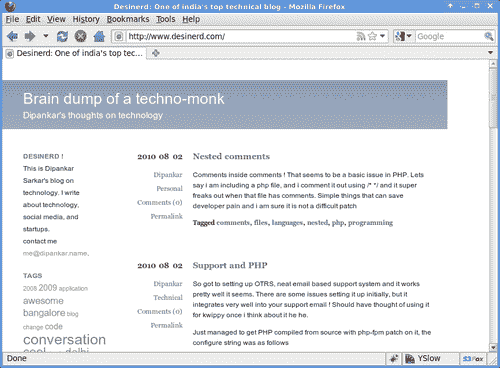 Desinerd: One of india's top technical blog - Mozilla Firefox
File Edit View History Bookmarks Tools Help
http://www.desinerd.com/
Google
Desinerd: One of india's top tec...
Brain dump of a techno-monk
Dipankar's thoughts on technology
DESINERD !
This is Dipankar
Sarkar's blog on
technology. I write
about technology,
social media, and
startups.
contact me
me@dipankar.name.
TAGS
2008 2009 application
awesome
bangalore blog
change code
conversation
cool delhi
2010 08 02
Dipankar
Personal
Comments (0)
Permalink
Nested comments
Comments inside comments ! That seems to be a basic issue in PHP. Lets
say i am including a php file, and i comment it out using /* */ and it super
freaks out when that file has comments. Simple things that can save
developer pain and i am sure it is not a difficult patch
Tagged comments, files, languages, nested, php, programming
2010 08 02
Dipankar
Technical
Comments (0)
Permalink
Support and PHP
So got to setting up OTRS, neat email based support system and it works
pretty well it seems. There are some issues setting it up initially, but it
integrates very well into your support email ! Should have thought of using it
for kwippy once i think about it he he.
Just managed to get PHP compiled from source with php-fpm patch on it, the
configure string was as follows
Done
YSlow